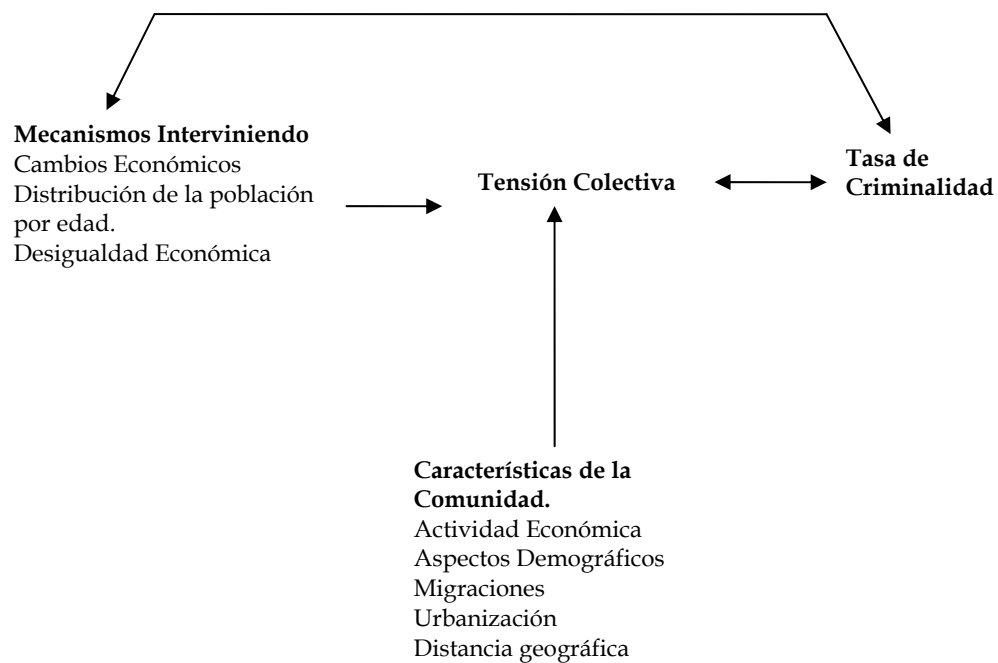 Mecanismos Interviniendo
Cambios Económicos
Distribución de la población
por edad.
Desigualdad Económica
Tensión Colectiva
Tasa de
Criminalidad
Características de la
Comunidad.
Actividad Económica
Aspectos Demográficos
Migraciones
Urbanización
Distancia geográfica